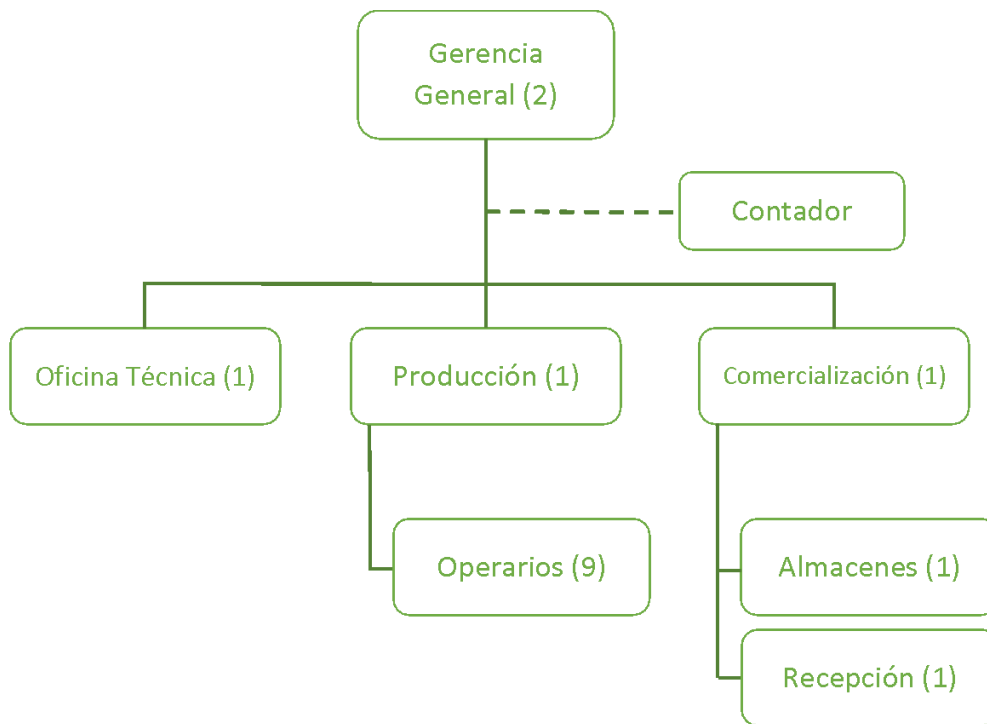 Gerencia
General (2)
Contador
Oficina Técnica (1)
Producción (1)
Comercialización (1)
Operarios (9)
Almacenes (1)
Recepción (1)